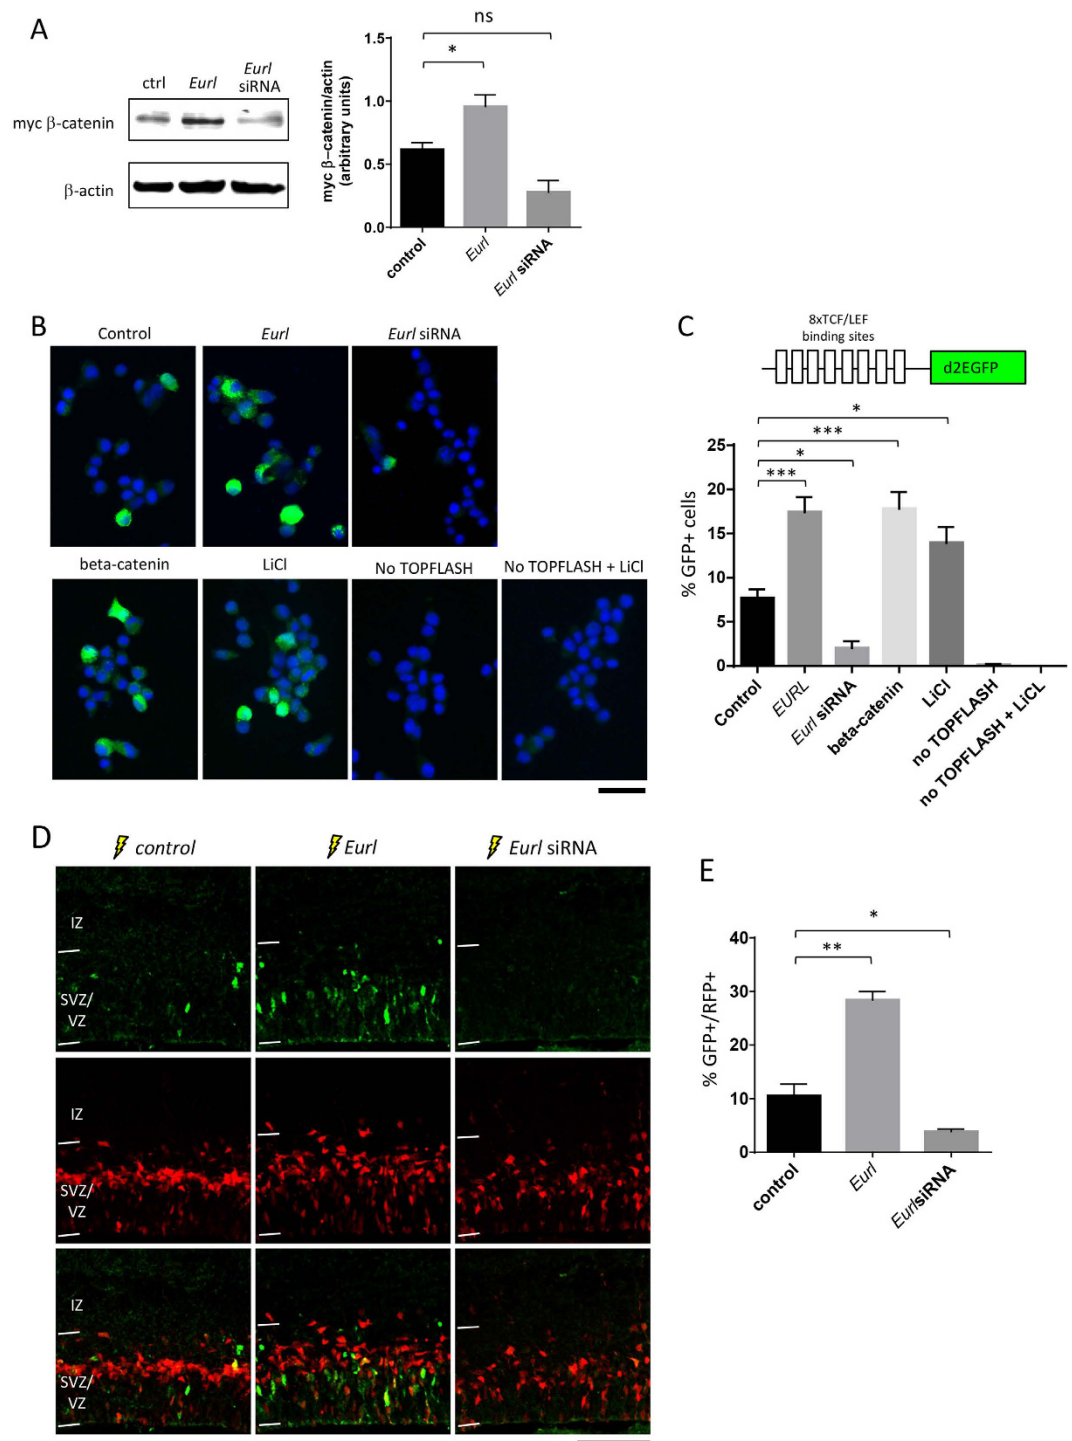 A
ns
*
ctrl Eurl Eurl siRNA
myc β-catenin
β-actin
myc β-catenin/actin
(arbitrary units)
1.5
1.0
0.5
0.0
control
Eurl
Eurl siRNA
B
Control Eurl Eurl siRNA
beta-catenin LiCl No TOPFLASH No TOPFLASH + LiCl
C
8xTCF/LEF
binding sites
d2EGFP
*
***
*
***
% GFP+ cells
25
20
15
10
5
0
Control
EURL
Eurl siRNA
beta-catenin
LiCl
no TOPFLASH
no TOPFLASH + LiCL
D
control Eurl Eurl siRNA
IZ
SVZ/
VZ
IZ
SVZ/
VZ
IZ
SVZ/
VZ
E
*
**
% GFP+/RFP+
40
30
20
10
0
control
Eurl
EurlsiRNA